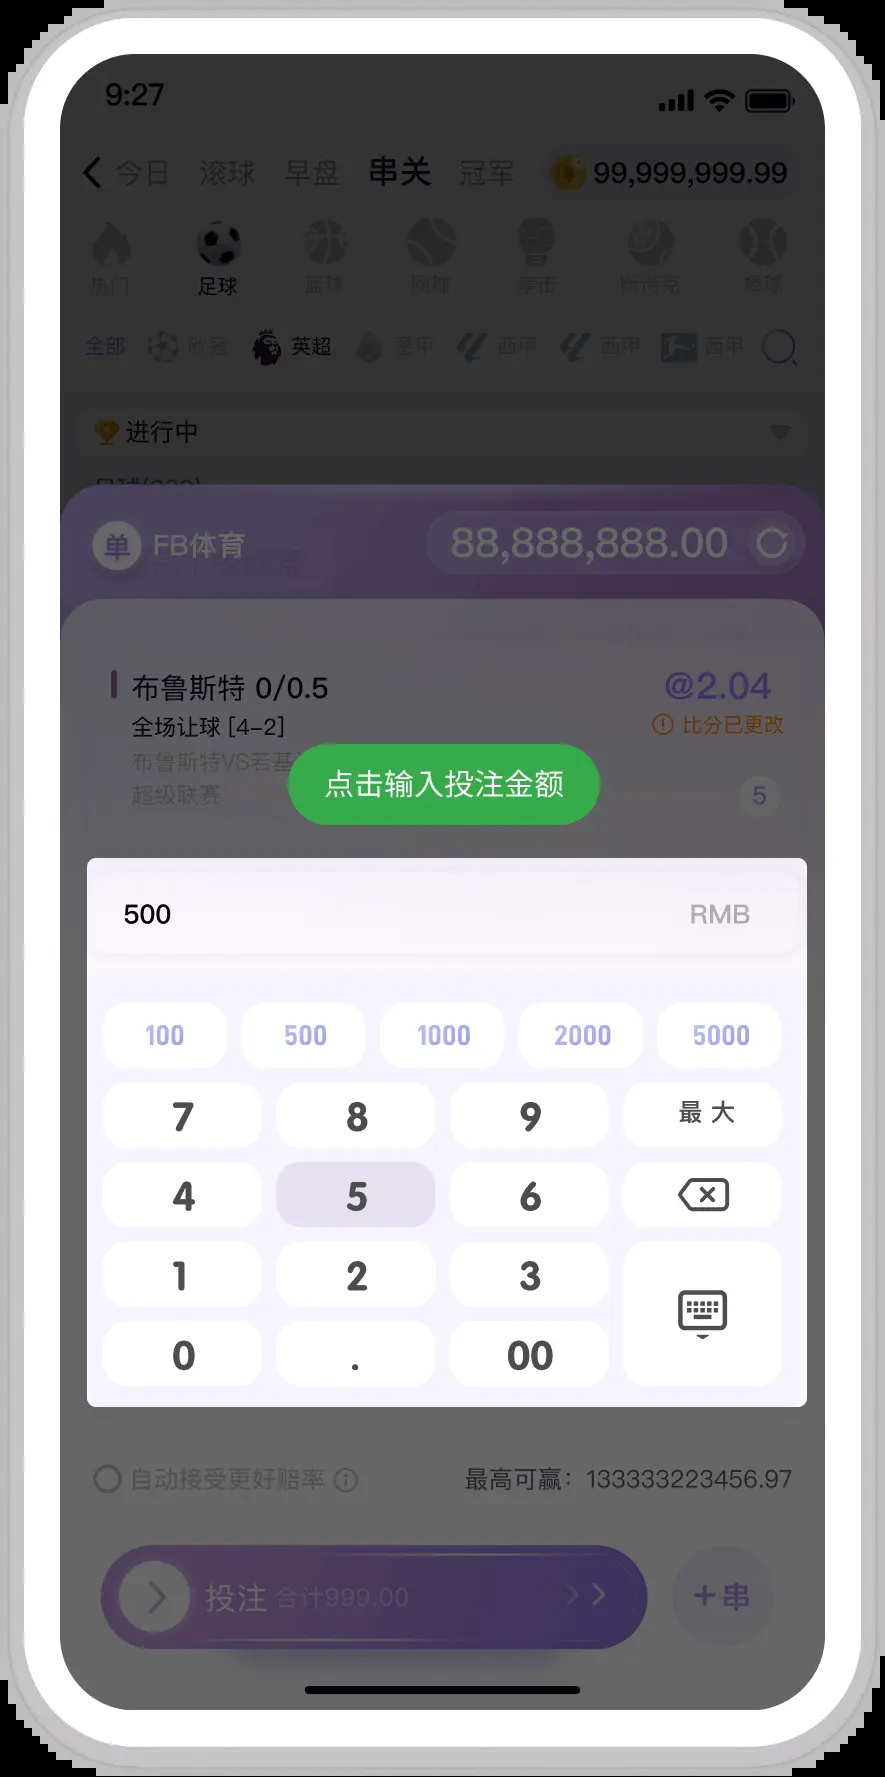 9:27
今日 滚球 早盘 串关 冠军 99,999,999.99
热门 足球 篮球 网球 拳击 斯诺克 棒球
全部 欧冠 英超 意甲 西甲 西甲 西甲
进行中
单 FB体育 88,888,888.00
布鲁斯特 0/0.5 @2.04
全场让球 [4-2] 比分已更改
布鲁斯特VS若基
超级联赛 5
点击输入投注金额
500 RMB
100 500 1000 2000 5000
7 8 9 最大
4 5 6
1 2 3
0 . 00
自动接受更好赔率 最高可赢: 133333223456.97
投注 合计999.00 +串